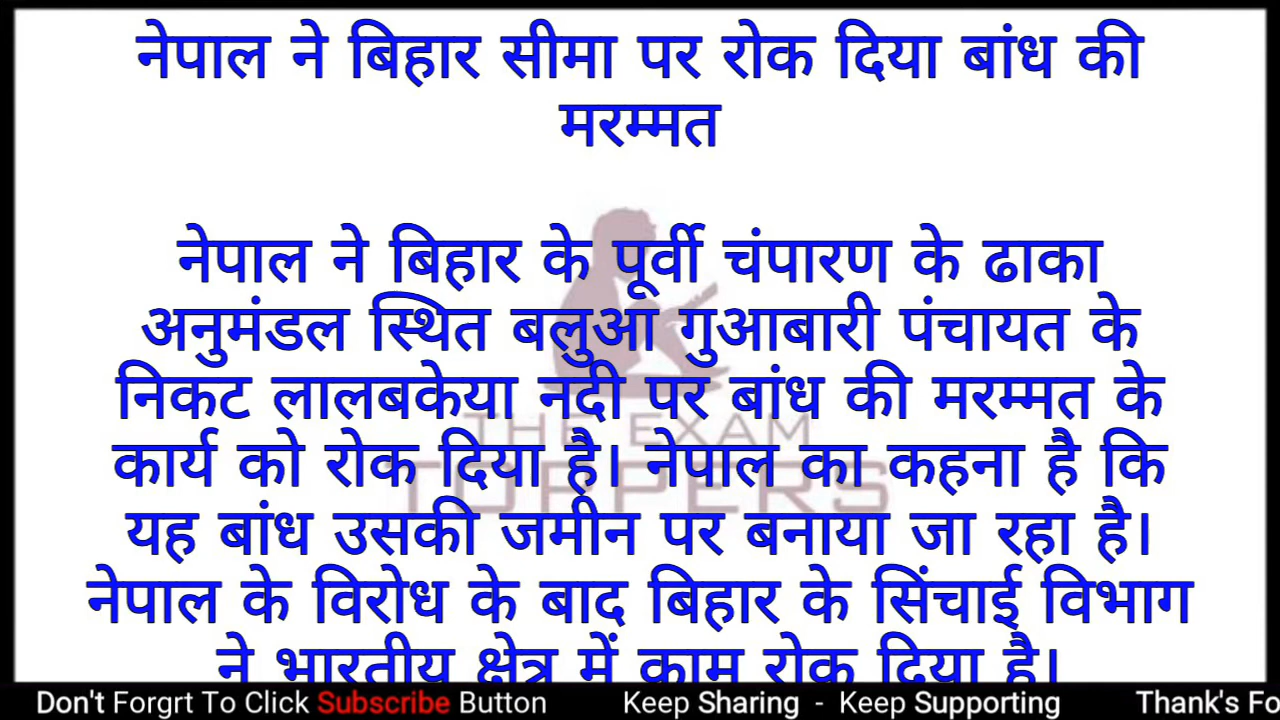 नेपाल ने बिहार सीमा पर रोक दिया बांध की
मरम्मत
नेपाल ने बिहार के पूर्वी चंपारण के ढाका
अनुमंडल स्थित बलुआ गुआबारी पंचायत के
निकट लालबकेया नदी पर बांध की मरम्मत के
कार्य को रोक दिया है। नेपाल का कहना है कि
यह बांध उसकी जमीन पर बनाया जा रहा है।
नेपाल के विरोध के बाद बिहार के सिंचाई विभाग
ने भारतीय क्षेत्र में काम रोक दिया है।
THE EXAM
TOPPERS
Don't Forgrt To Click Subscribe Button Keep Sharing - Keep Supporting Thank's Fo